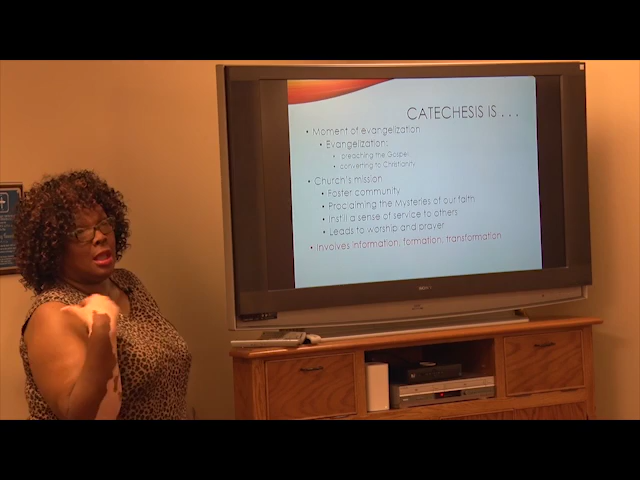 CATECHESIS IS . . .
• Moment of evangelization
• Evangelization:
• preaching the Gospel
• converting to Christianity
• Church's mission
• Foster community
• Proclaiming the Mysteries of our faith
• Instill a sense of service to others
• Leads to worship and prayer
• Involves information, formation, transformation